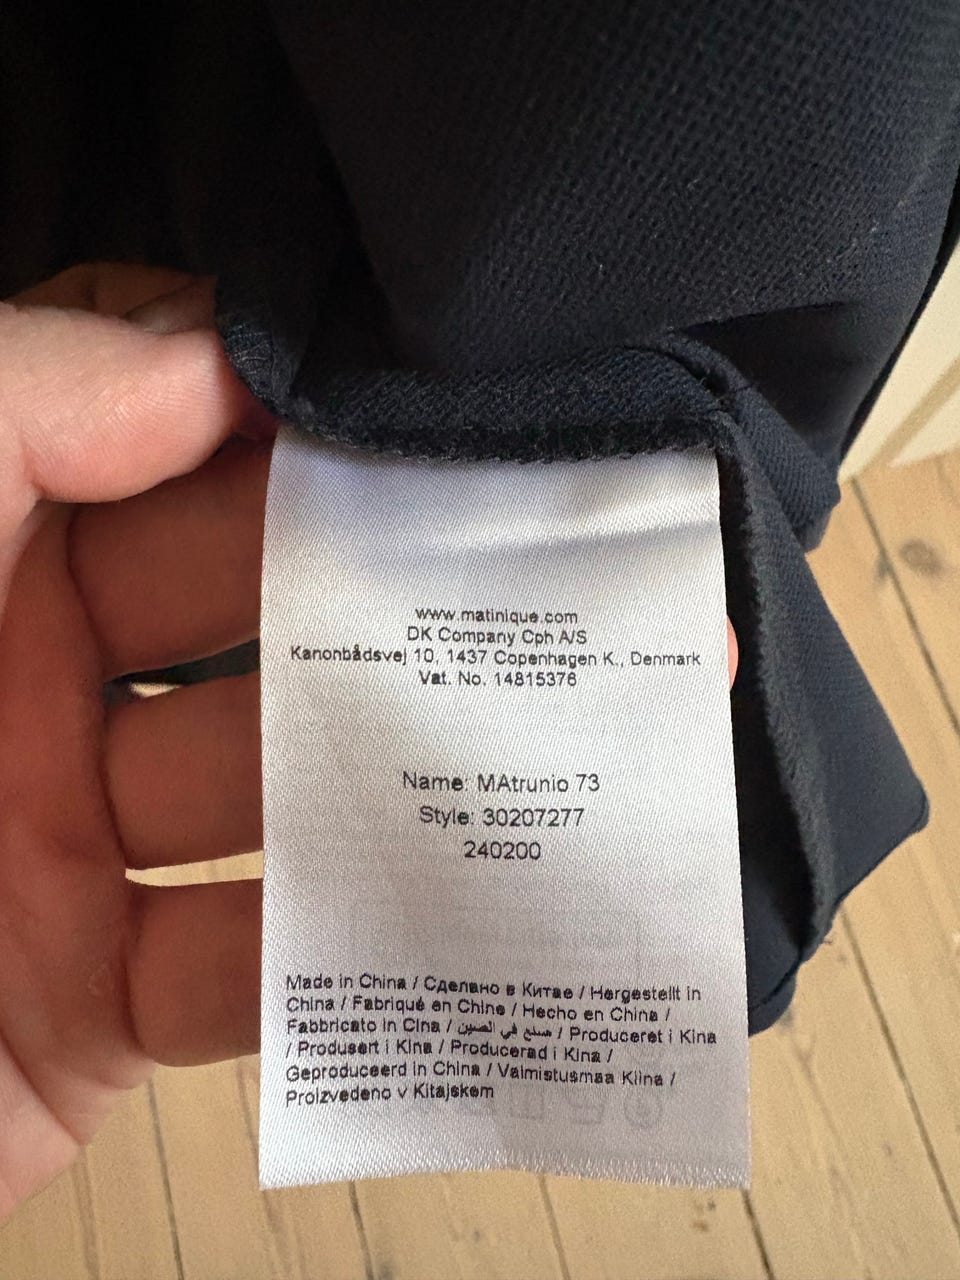 www.matinique.com
DK Company Cph A/S
Kanonbådsvej 10, 1437 Copenhagen K., Denmark
Vat. No. 14815376
Name: MAtrunio 73
Style: 30207277
240200
Made in China / Сделано в Китае / Hergestellt in
China / Fabriqué en Chine / Hecho en China /
Fabbricato in Cina / صنع في الصين / Produceret i Kina
/ Produsert i Kina / Producerad i Kina /
Geproduceerd in China / Valmistusmaa Kiina /
Proizvedeno v Kitajskem